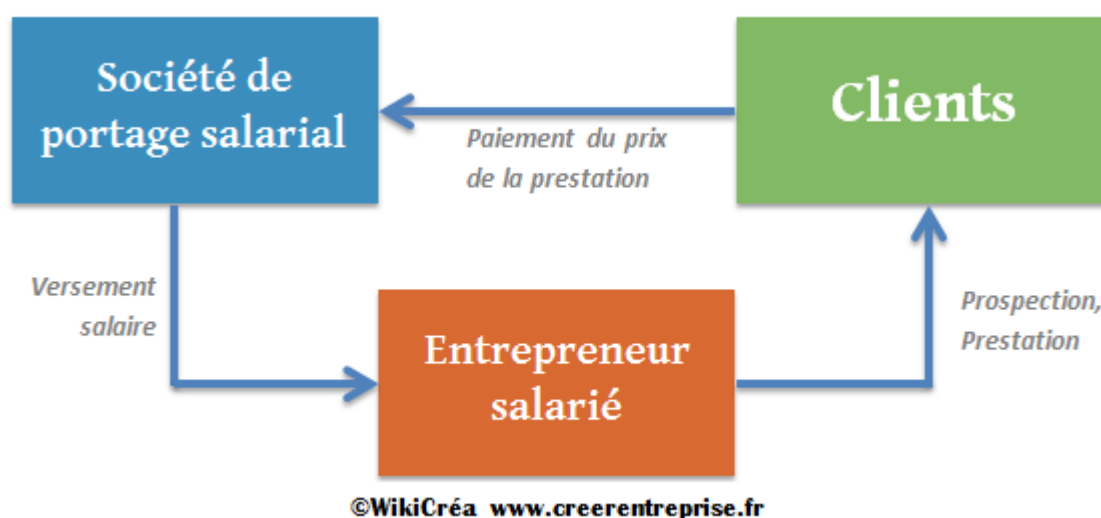 Société de
portage salarial
Clients
Paiement du prix
de la prestation
Versement
salaire
Entrepreneur
salarié
Prospection,
Prestation
©WikiCréa www.creerentreprise.fr